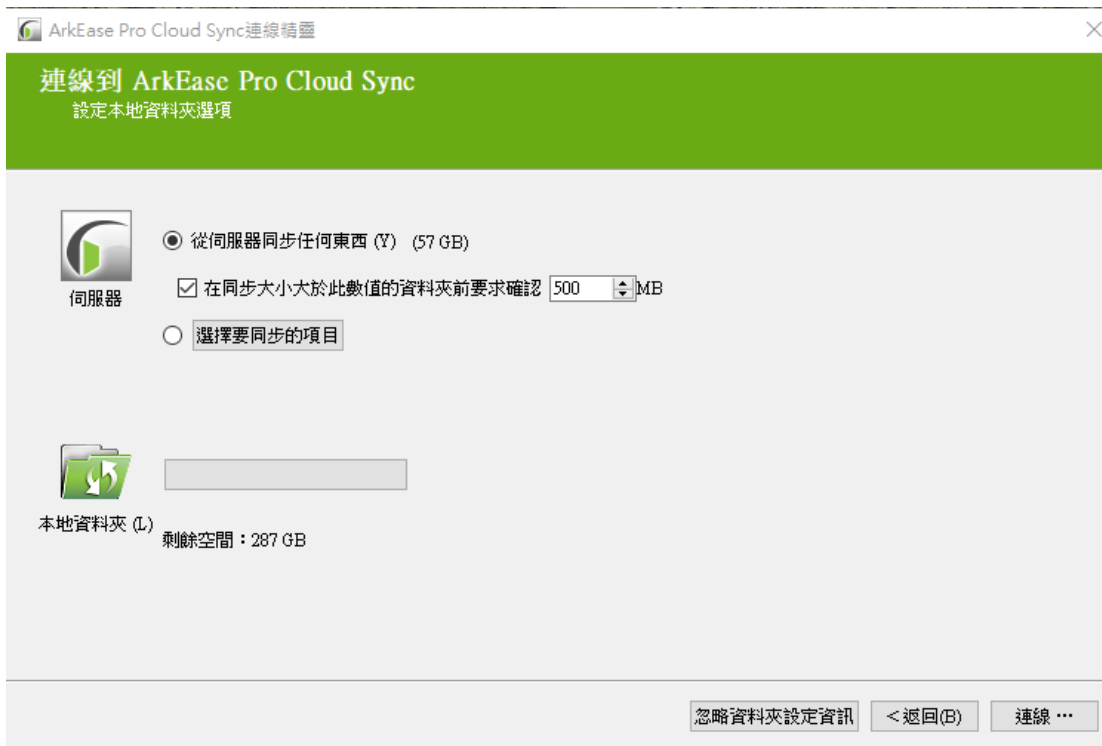 ArkEase Pro Cloud Sync連線精靈
連線到 ArkEase Pro Cloud Sync
設定本地資料夾選項
從伺服器同步任何東西 (Y) (57 GB)
在同步大小大於此數值的資料夾前要求確認 500 MB
伺服器
選擇要同步的項目
本地資料夾 (L)
剩餘空間：287 GB
忽略資料夾設定資訊 <返回(B) 連線 …